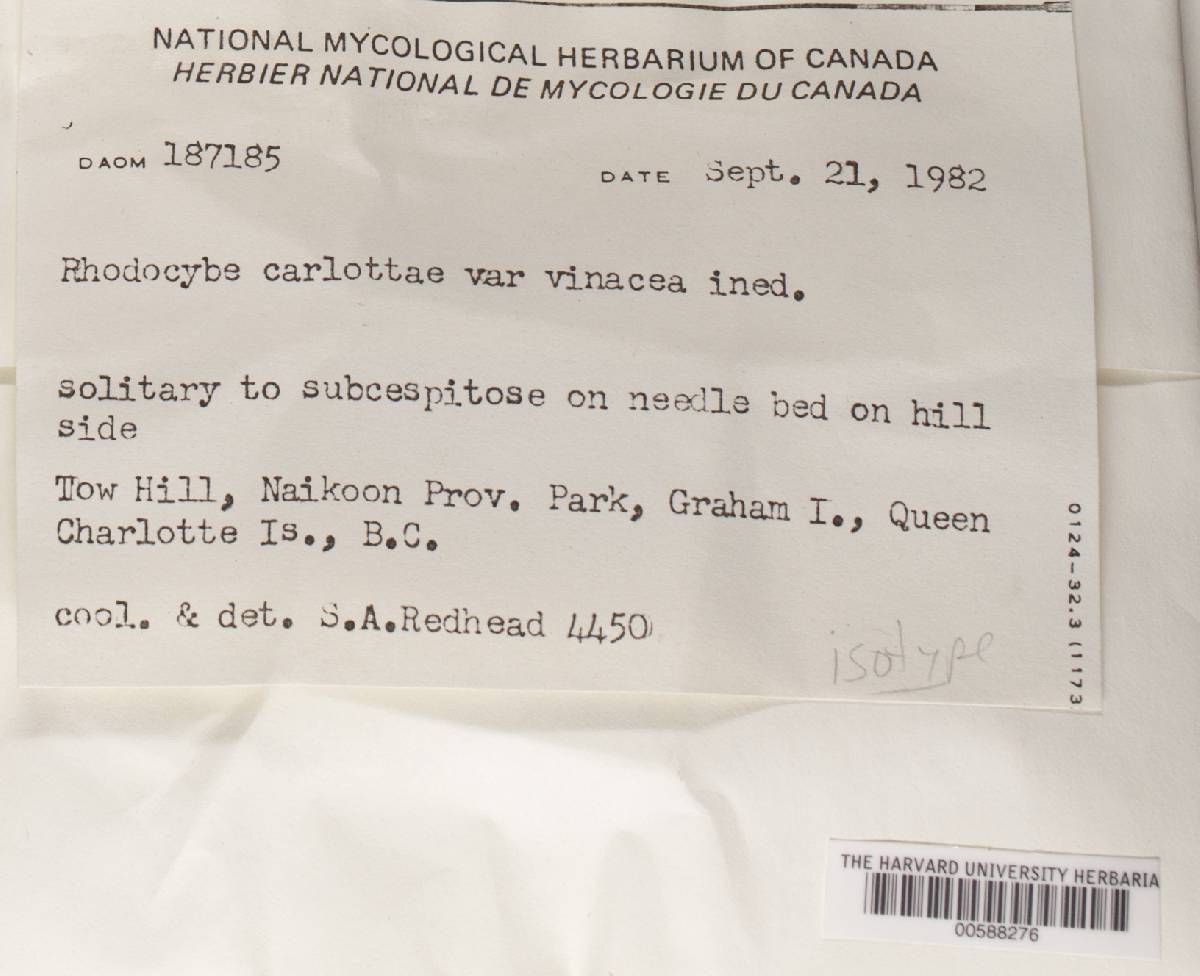 NATIONAL MYCOLOGICAL HERBARIUM OF CANADA
HERBIER NATIONAL DE MYCOLOGIE DU CANADA
DAOM 187185
DATE Sept. 21, 1982
Rhodocybe carlottae var vinacea ined.
solitary to subcespitose on needle bed on hill
side
Tow Hill, Naikoon Prov. Park, Graham I., Queen
Charlotte Is., B.C.
cool. & det. S.A.Redhead 4450
isotype
0124-32.3 (1173
THE HARVARD UNIVERSITY HERBARIA
00588276